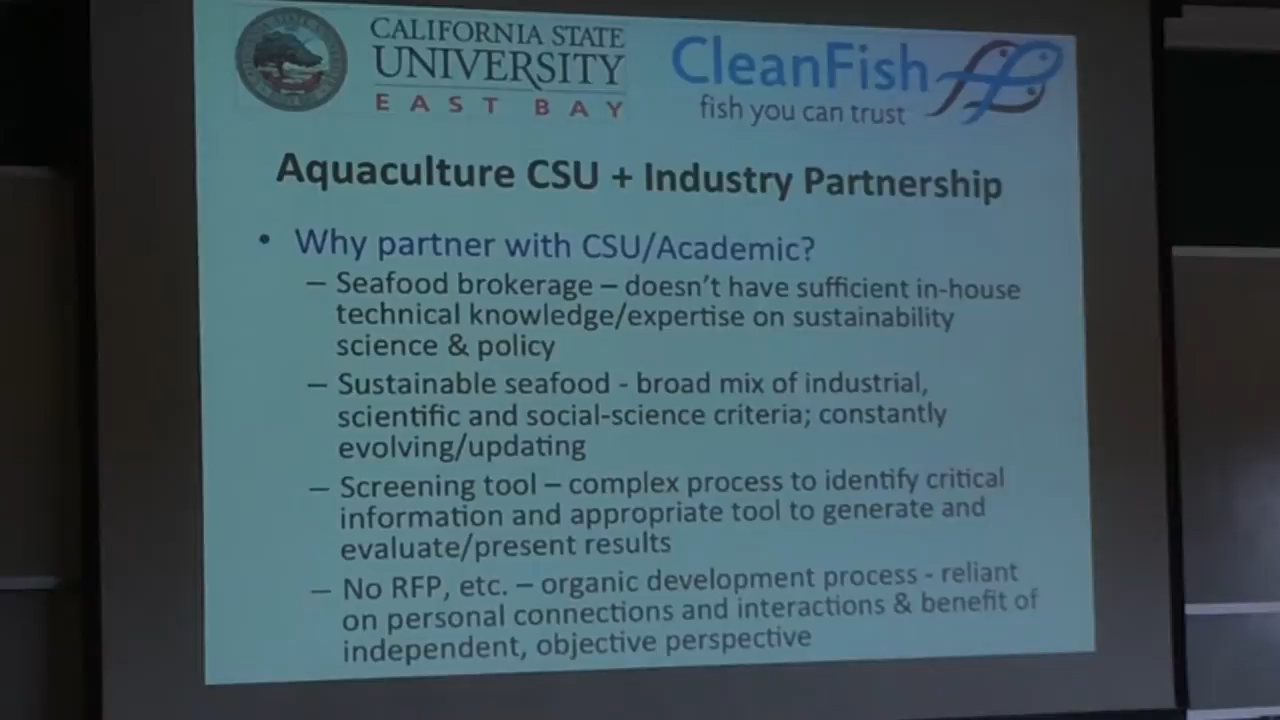 CALIFORNIA STATE
UNIVERSITY
EAST BAY
CleanFish
fish you can trust
Aquaculture CSU + Industry Partnership
• Why partner with CSU/Academic?
– Seafood brokerage – doesn't have sufficient in-house
technical knowledge/expertise on sustainability
science & policy
– Sustainable seafood - broad mix of industrial,
scientific and social-science criteria; constantly
evolving/updating
– Screening tool – complex process to identify critical
information and appropriate tool to generate and
evaluate/present results
– No RFP, etc. – organic development process - reliant
on personal connections and interactions & benefit of
independent, objective perspective